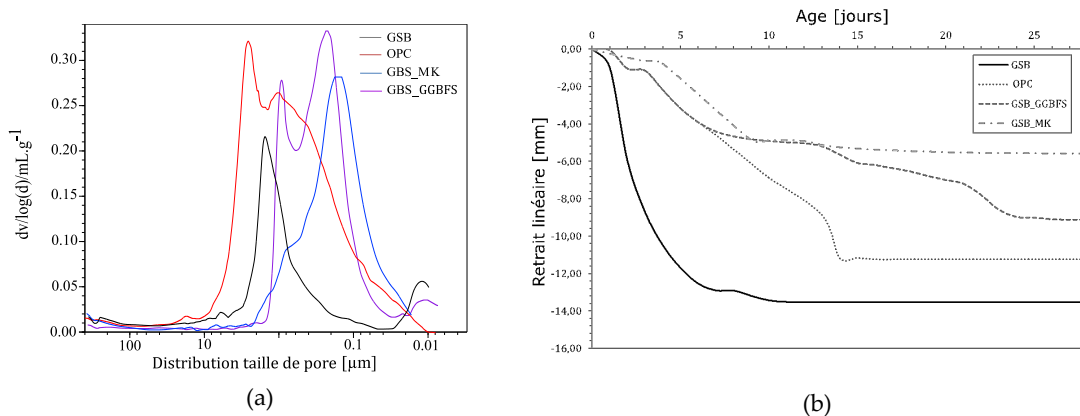 GSB
OPC
GBS_MK
GBS_GGBFS
0.30
0.25
0.20
0.15
0.10
0.05
0.00
dv/log(d)/mL.g-1
100
10
0.1
0.01
Distribution taille de pore [µm]
(a)
Age [jours]
0
5
10
15
20
25
0,00
-2,00
-4,00
-6,00
-8,00
-10,00
-12,00
-14,00
-16,00
Retrait linéaire [mm]
GSB
OPC
GSB_GGBFS
GSB_MK
(b)